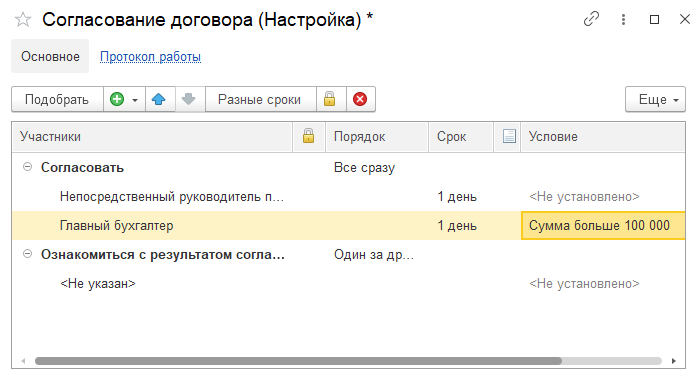 Согласование договора (Настройка) *
Основное Протокол работы
Подобрать Разные сроки Еще
Участники Порядок Срок Условие
Согласовать Все сразу
Непосредственный руководитель п... 1 день <Не установлено>
Главный бухгалтер 1 день Сумма больше 100 000
Ознакомиться с результатом согла... Один за др...
<Не указан> <Не установлено>